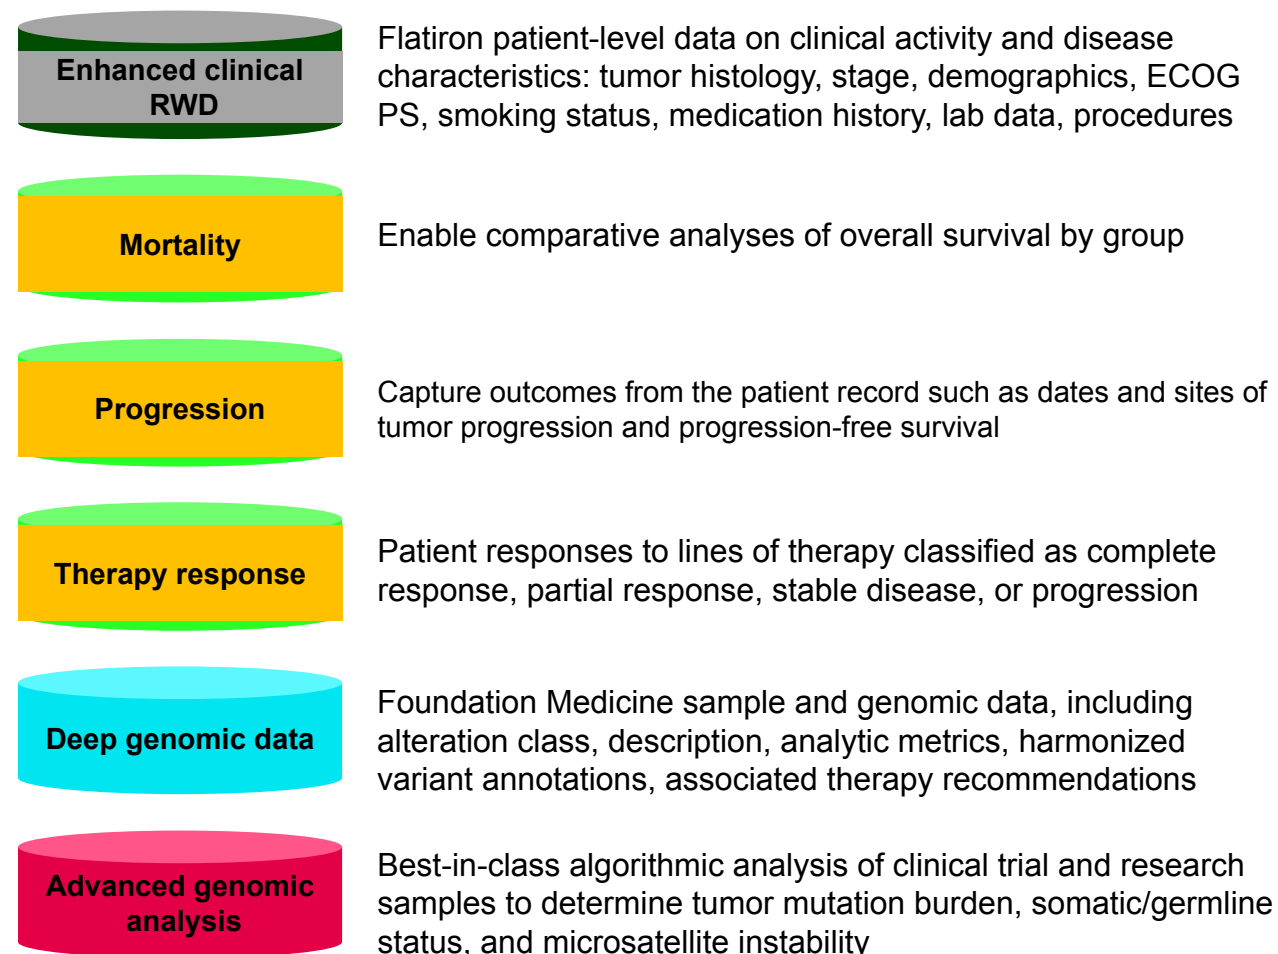 Enhanced clinical
RWD
Flatiron patient-level data on clinical activity and disease
characteristics: tumor histology, stage, demographics, ECOG
PS, smoking status, medication history, lab data, procedures
Mortality
Enable comparative analyses of overall survival by group
Progression
Capture outcomes from the patient record such as dates and sites of
tumor progression and progression-free survival
Therapy response
Patient responses to lines of therapy classified as complete
response, partial response, stable disease, or progression
Deep genomic data
Foundation Medicine sample and genomic data, including
alteration class, description, analytic metrics, harmonized
variant annotations, associated therapy recommendations
Advanced genomic
analysis
Best-in-class algorithmic analysis of clinical trial and research
samples to determine tumor mutation burden, somatic/germline
status, and microsatellite instability